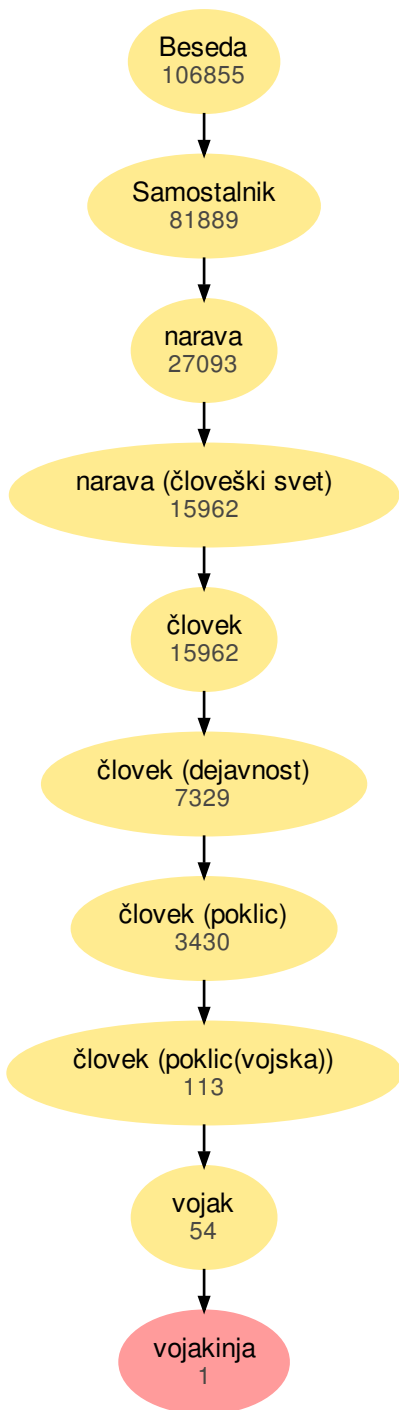 Beseda
106855
Samostalnik
81889
narava
27093
narava (človeški svet)
15962
človek
15962
človek (dejavnost)
7329
človek (poklic)
3430
človek (poklic(vojska))
113
vojak
54
vojakinja
1